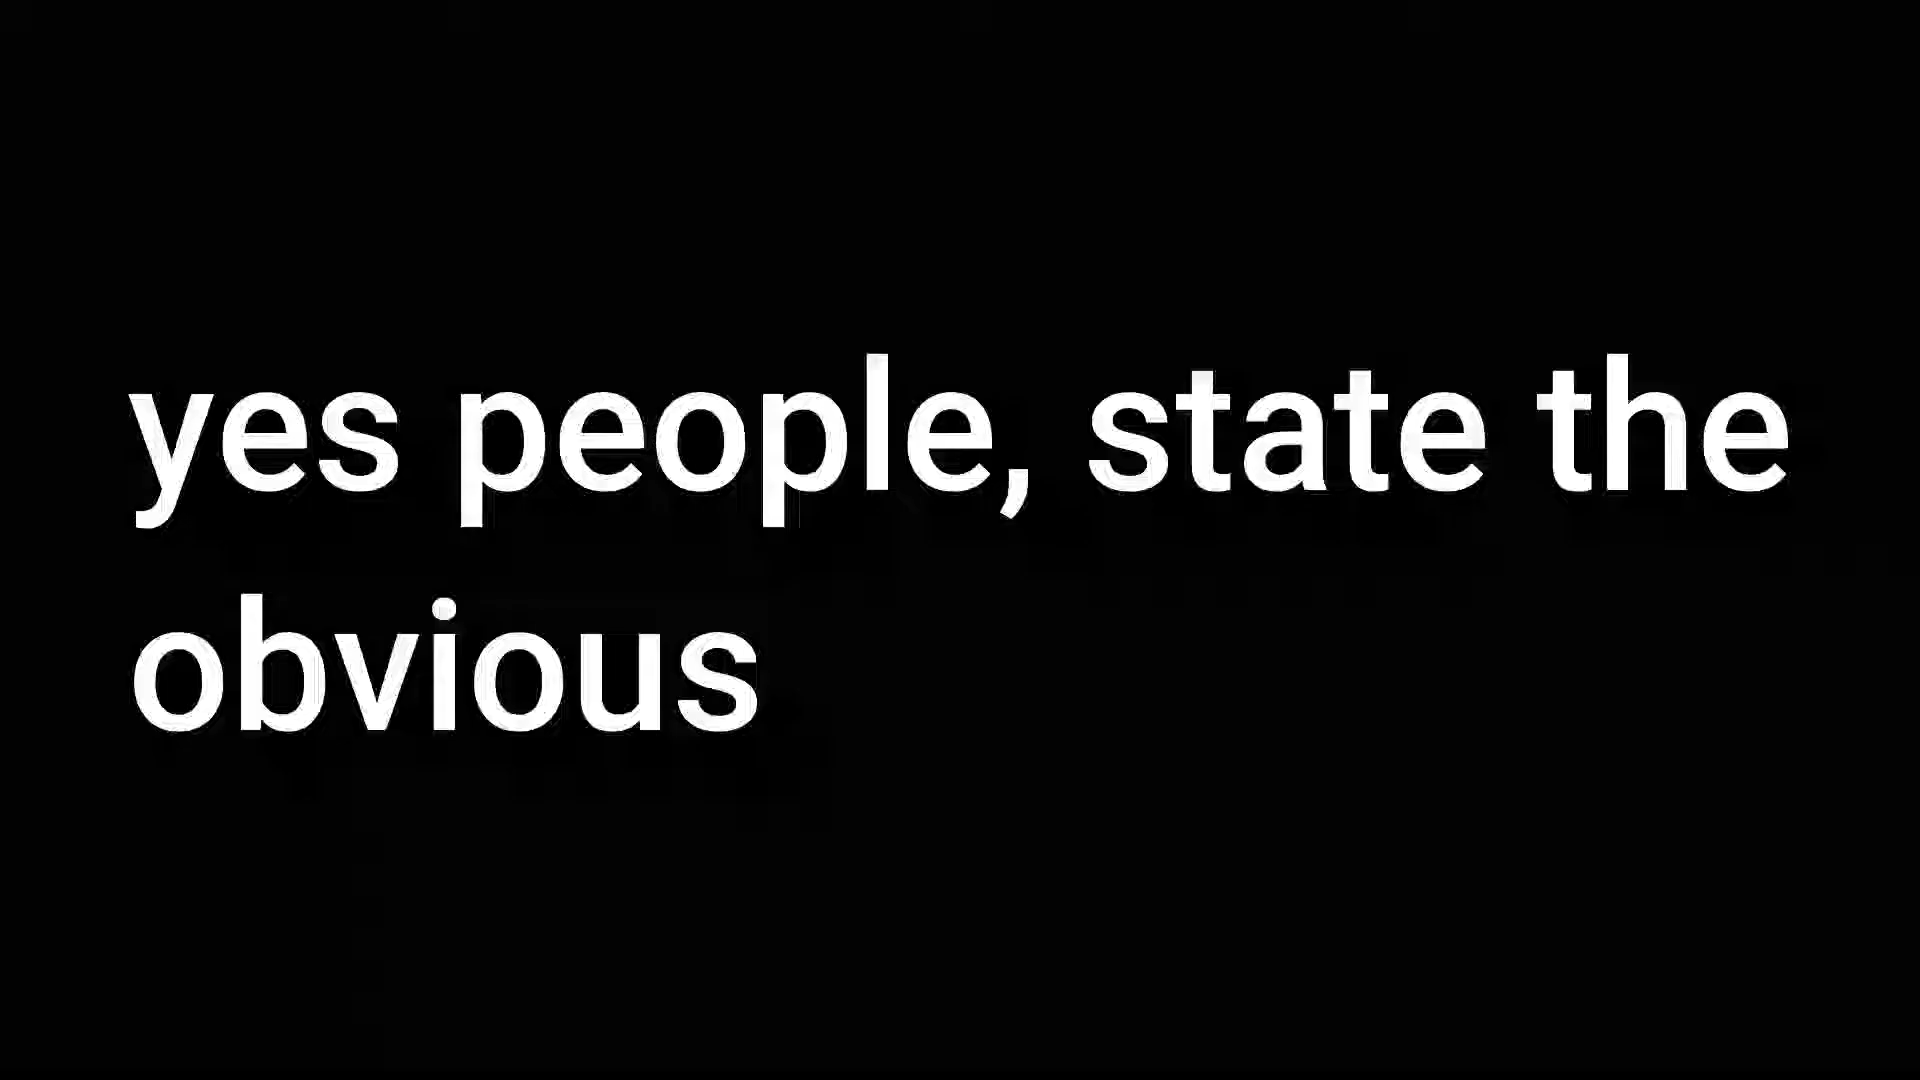 yes people, state the
obvious